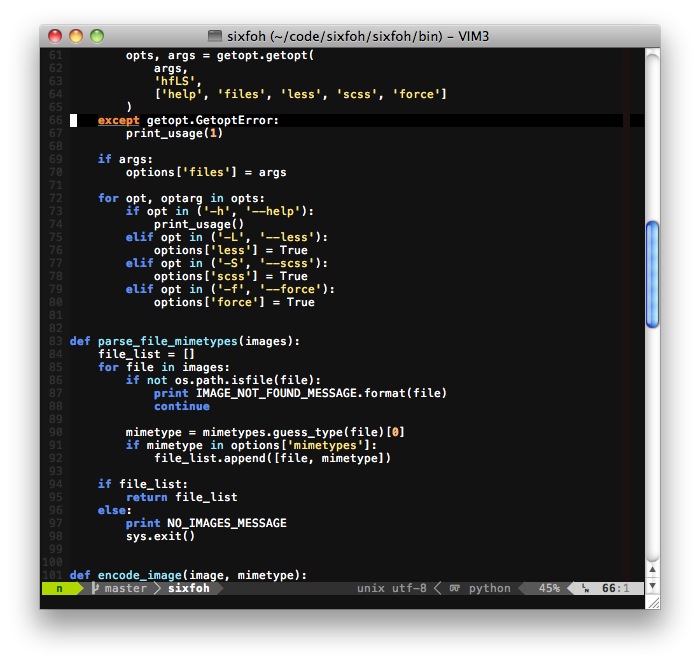 sixfoh (~/code/sixfoh/sixfoh/bin) – VIM3
61         opts, args = getopt.getopt(
62             args,
63             'hfLS',
64             ['help', 'files', 'less', 'scss', 'force']
65         )
66     except getopt.GetoptError:
67         print_usage(1)
68
69     if args:
70         options['files'] = args
71
72     for opt, optarg in opts:
73         if opt in ('-h', '--help'):
74             print_usage()
75         elif opt in ('-L', '--less'):
76             options['less'] = True
77         elif opt in ('-S', '--scss'):
78             options['scss'] = True
79         elif opt in ('-f', '--force'):
80             options['force'] = True
81
82
83 def parse_file_mimetypes(images):
84     file_list = []
85     for file in images:
86         if not os.path.isfile(file):
87             print IMAGE_NOT_FOUND_MESSAGE.format(file)
88             continue
89
90         mimetype = mimetypes.guess_type(file)[0]
91         if mimetype in options['mimetypes']:
92             file_list.append([file, mimetype])
93
94     if file_list:
95         return file_list
96     else:
97         print NO_IMAGES_MESSAGE
98         sys.exit()
99
100
101 def encode_image(image, mimetype):
n master sixfoh unix utf-8 python 45% LN 66:1